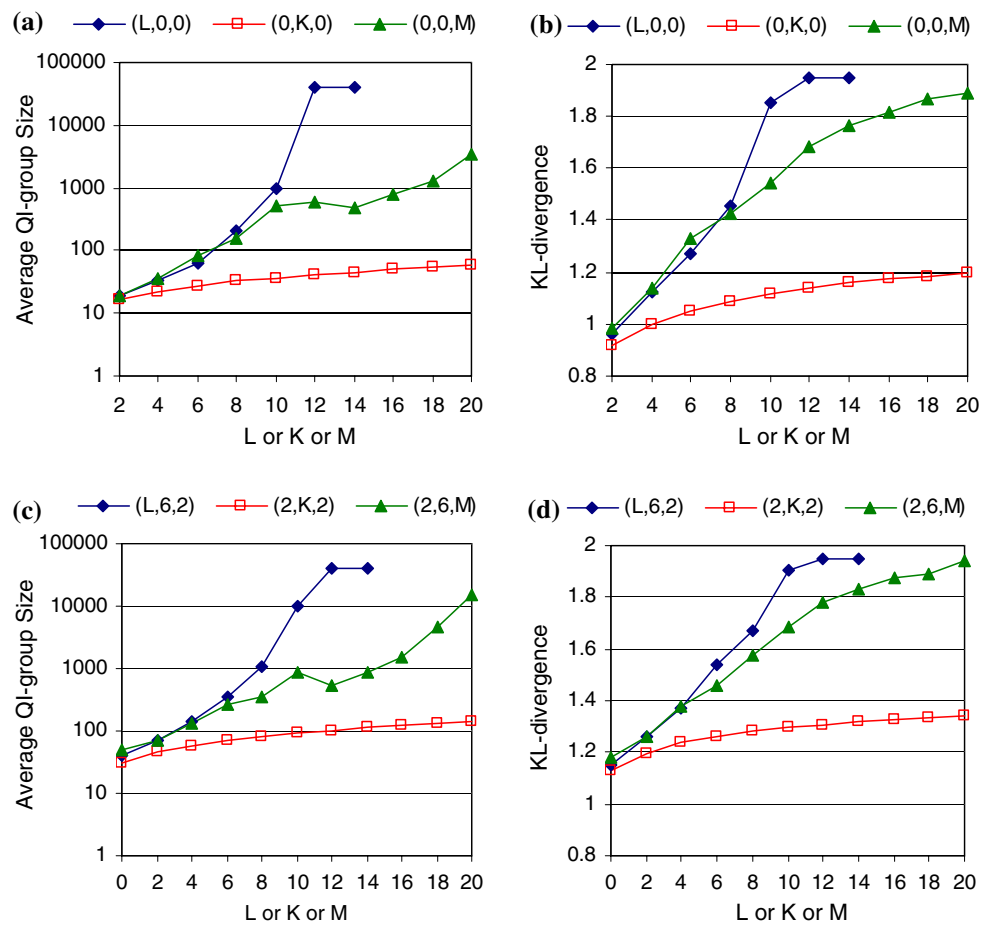 (a) (L,0,0) (0,K,0) (0,0,M)
100000
10000
1000
100
10
1
Average QI-group Size
2 4 6 8 10 12 14 16 18 20
L or K or M
(b) (L,0,0) (0,K,0) (0,0,M)
2
1.8
1.6
1.4
1.2
1
0.8
KL-divergence
2 4 6 8 10 12 14 16 18 20
L or K or M
(c) (L,6,2) (2,K,2) (2,6,M)
100000
10000
1000
100
10
1
Average QI-group Size
0 2 4 6 8 10 12 14 16 18 20
L or K or M
(d) (L,6,2) (2,K,2) (2,6,M)
2
1.8
1.6
1.4
1.2
1
0.8
KL-divergence
0 2 4 6 8 10 12 14 16 18 20
L or K or M